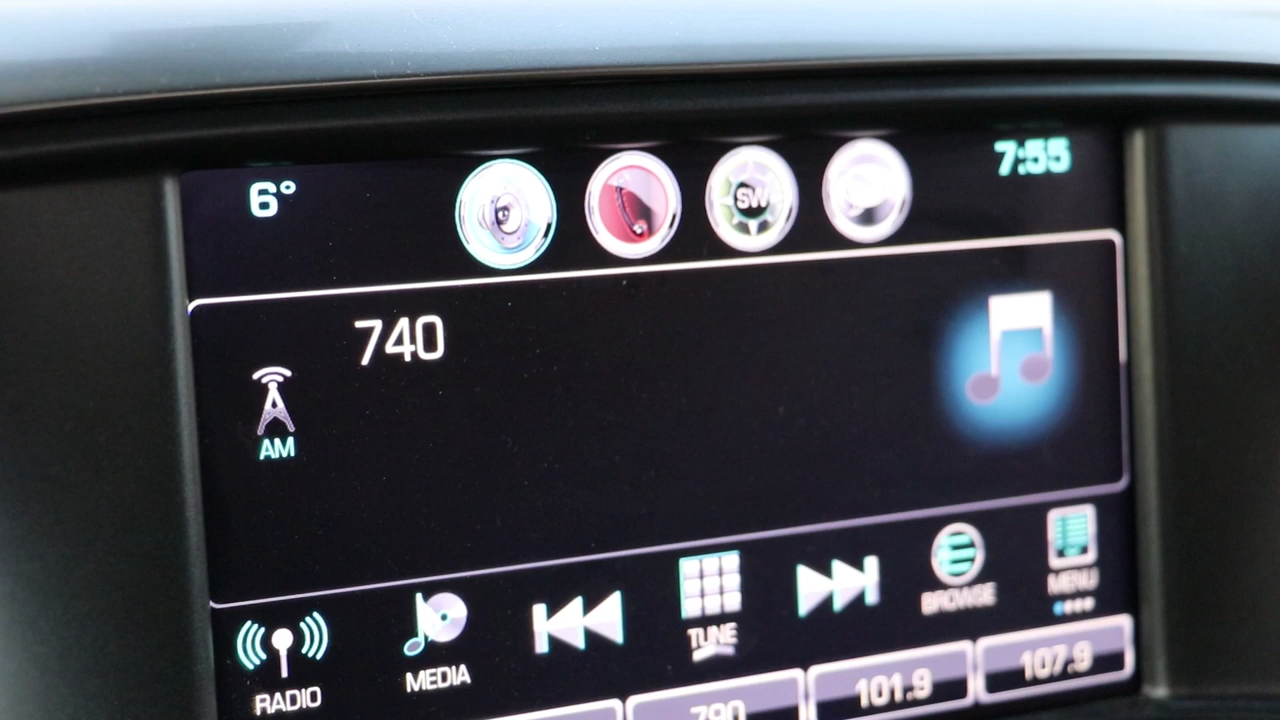 6°
SW
7:55
740
AM
RADIO
MEDIA
TUNE
BROWSE
MENU
790
101.9
107.9